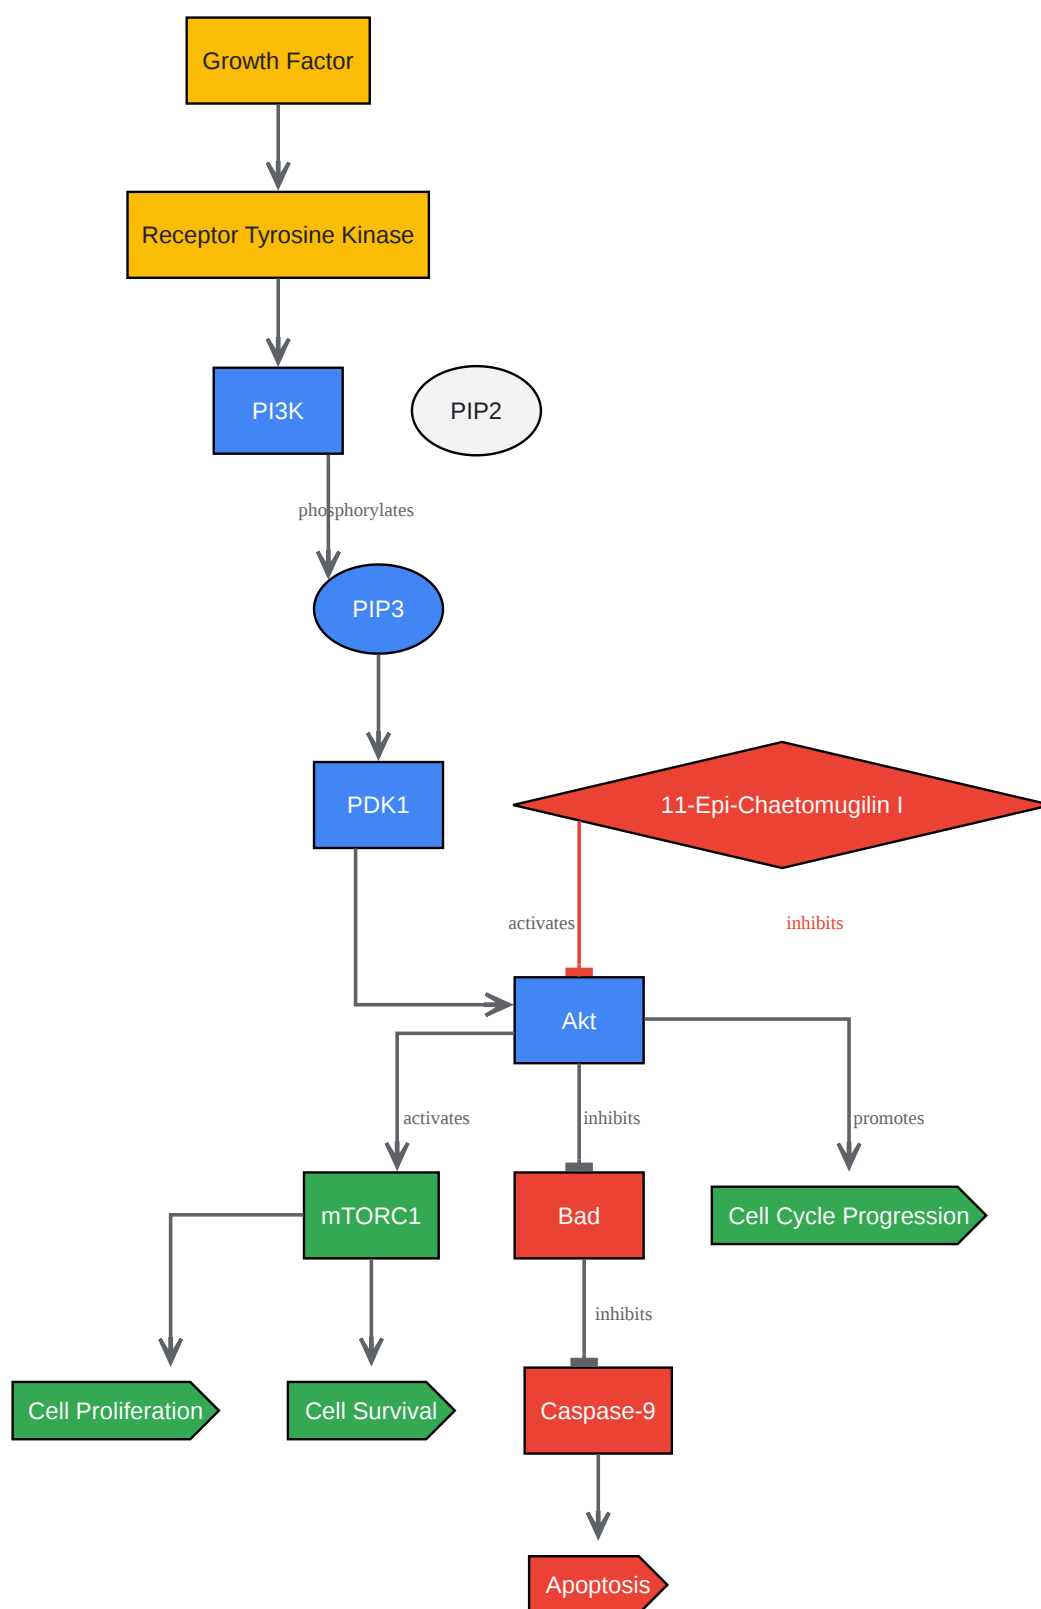 Growth Factor
Receptor Tyrosine Kinase
PI3K
PIP2
phosphorylates
PIP3
PDK1
11-Epi-Chaetomugilin I
activates
inhibits
Akt
activates
inhibits
promotes
mTORC1
Bad
Cell Cycle Progression
inhibits
Cell Proliferation
Cell Survival
Caspase-9
Apoptosis